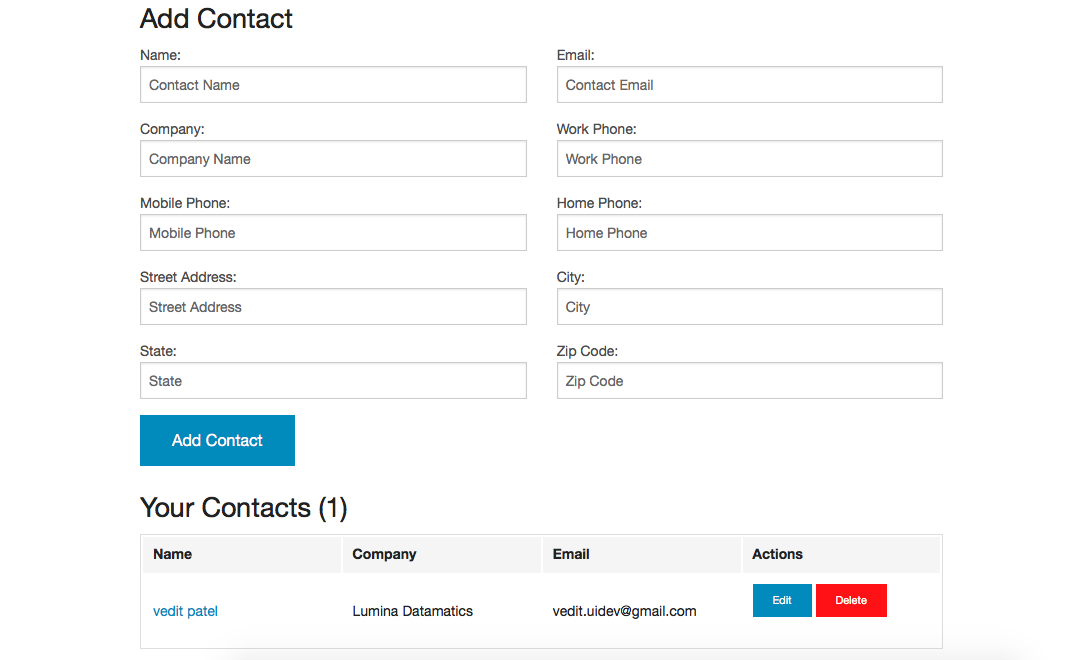 Add Contact
Name: Email:
Contact Name Contact Email
Company: Work Phone:
Company Name Work Phone
Mobile Phone: Home Phone:
Mobile Phone Home Phone
Street Address: City:
Street Address City
State: Zip Code:
State Zip Code
Add Contact
Your Contacts (1)
Name Company Email Actions
vedit patel Lumina Datamatics vedit.uidev@gmail.com Edit Delete